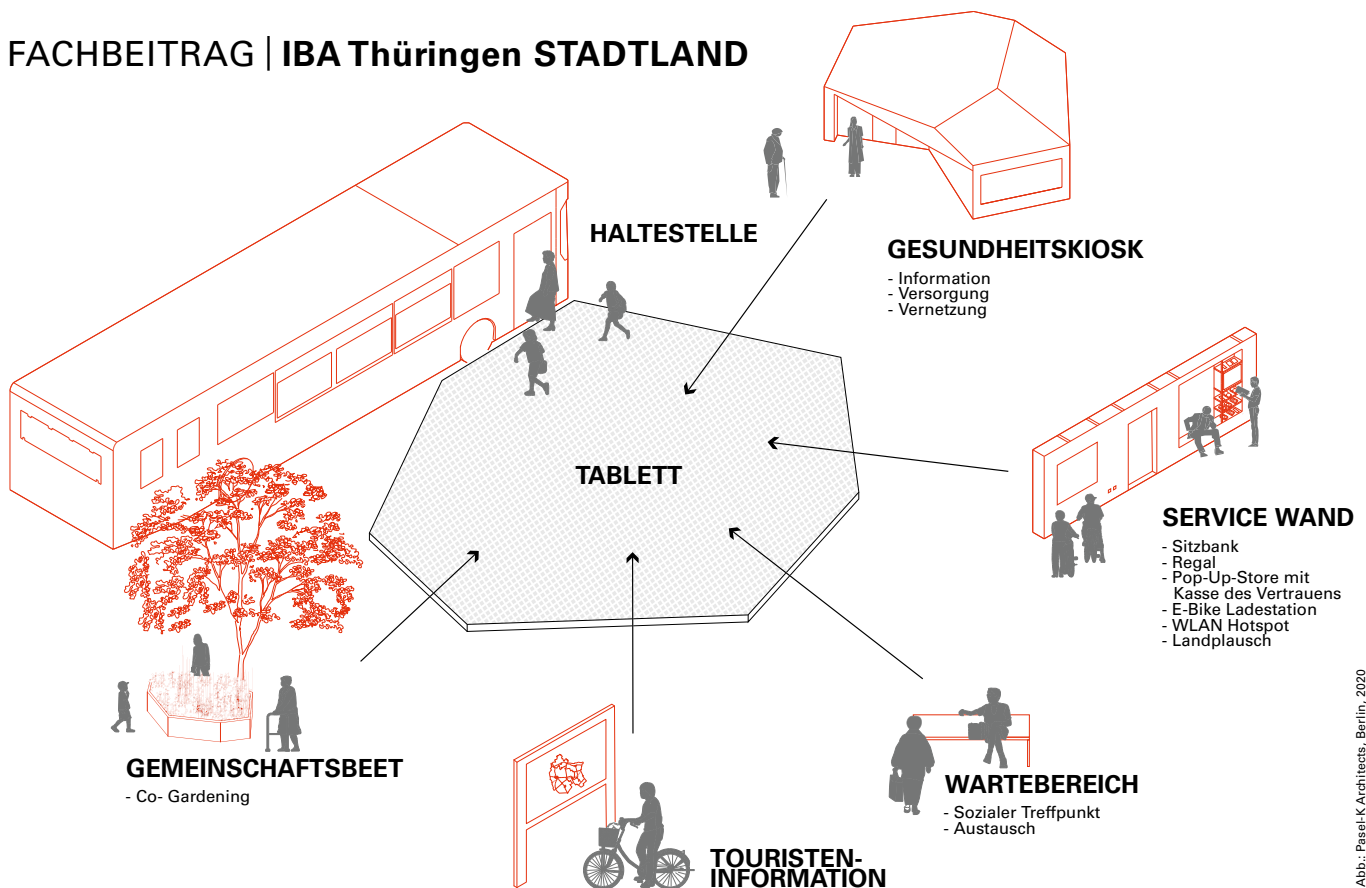 FACHBEITRAG | IBA Thüringen STADTLAND
HALTESTELLE
GESUNDHEITSKIOSK
- Information
- Versorgung
- Vernetzung
TABLETT
SERVICE WAND
- Sitzbank
- Regal
- Pop-Up-Store mit
Kasse des Vertrauens
- E-Bike Ladestation
- WLAN Hotspot
- Landplausch
GEMEINSCHAFTSBEET
- Co- Gardening
WARTEBEREICH
- Sozialer Treffpunkt
- Austausch
TOURISTEN-
INFORMATION
Abb.: Pasel-K Architects, Berlin, 2020